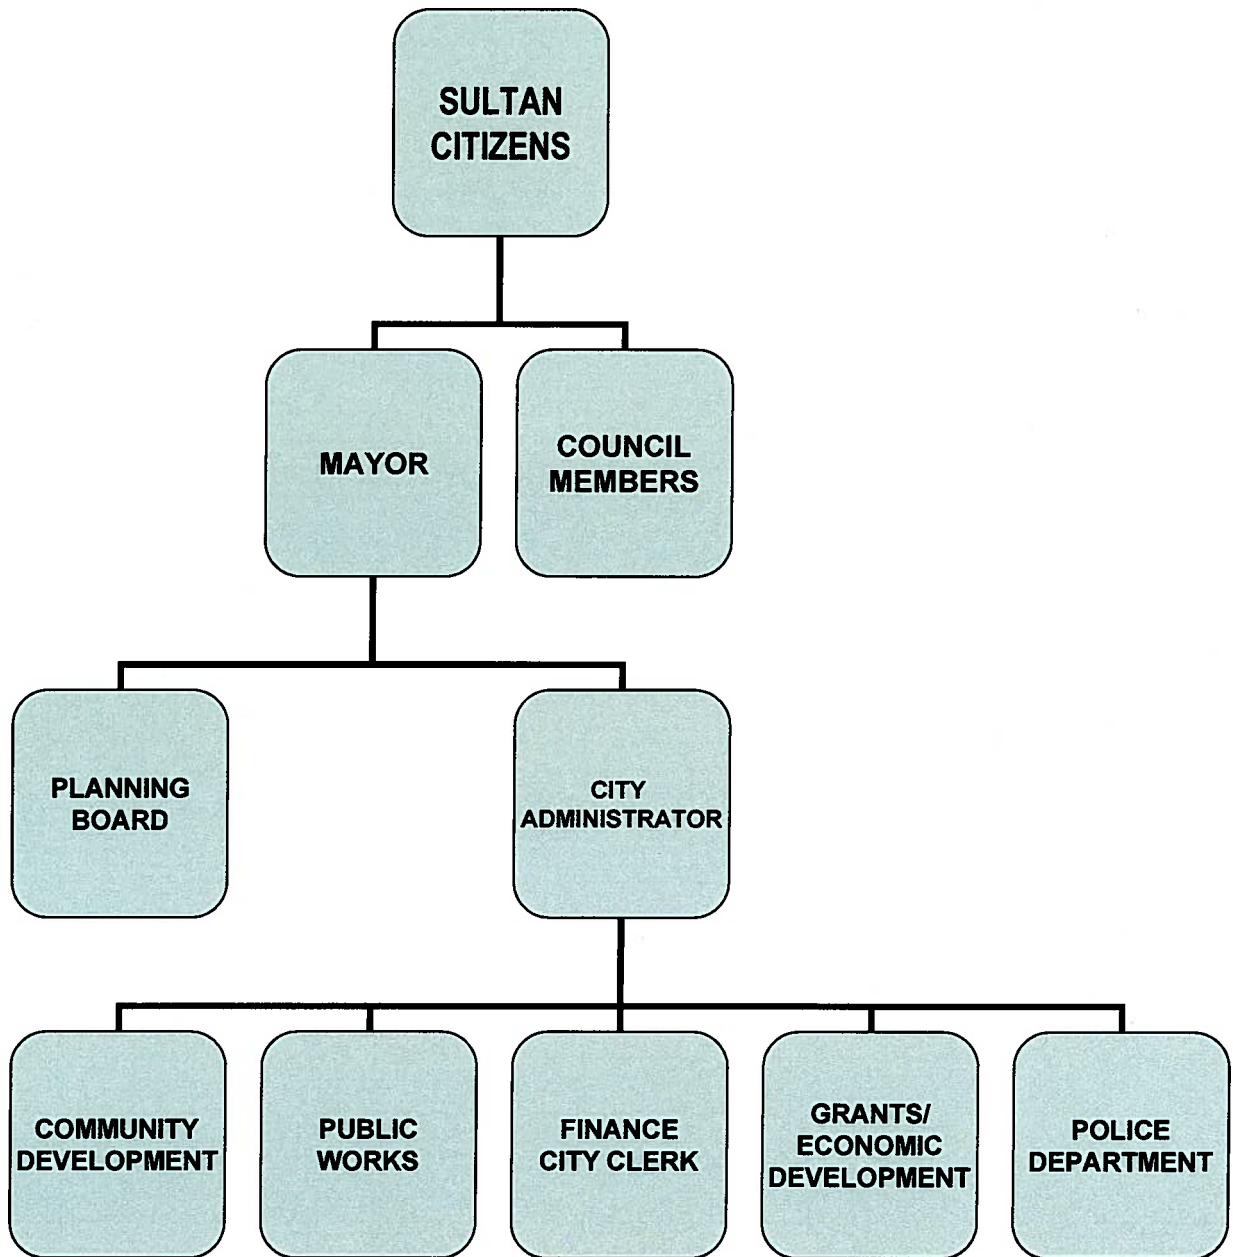 SULTAN
CITIZENS
MAYOR
COUNCIL
MEMBERS
PLANNING
BOARD
CITY
ADMINISTRATOR
COMMUNITY
DEVELOPMENT
PUBLIC
WORKS
FINANCE
CITY CLERK
GRANTS/
ECONOMIC
DEVELOPMENT
POLICE
DEPARTMENT